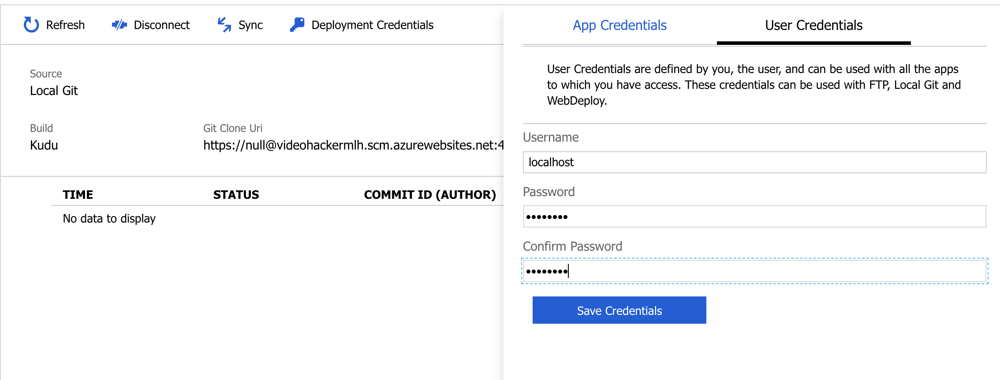 Refresh
Disconnect
Sync
Deployment Credentials
Source
Local Git
Build
Kudu
Git Clone Uri
https://null@videohackermlh.scm.azurewebsites.net:4
TIME
STATUS
COMMIT ID (AUTHOR)
No data to display
App Credentials
User Credentials
User Credentials are defined by you, the user, and can be used with all the apps
to which you have access. These credentials can be used with FTP, Local Git and
WebDeploy.
Username
localhost
Password
••••••••
Confirm Password
••••••••
Save Credentials